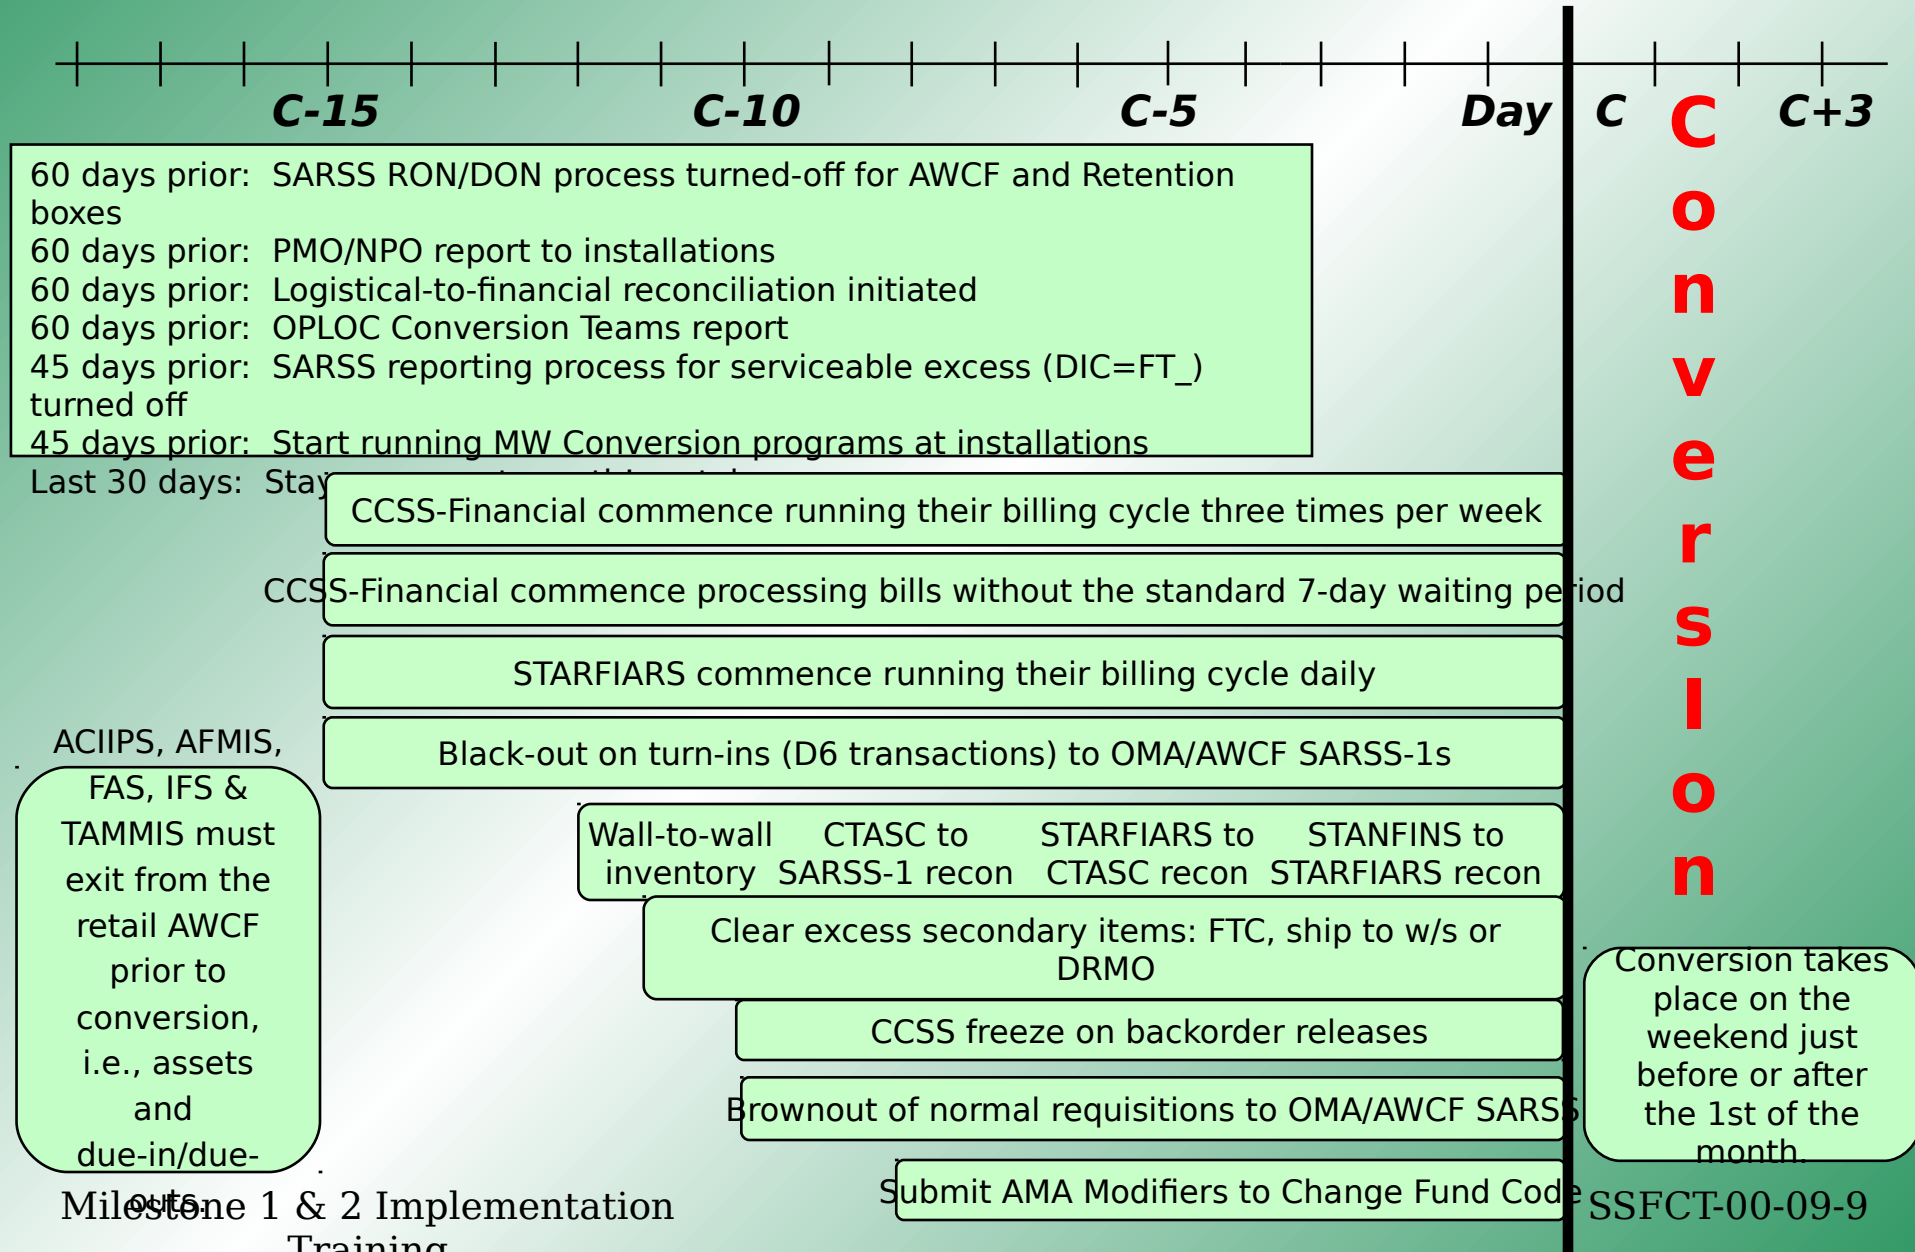 C-15 C-10 C-5 Day C C+3
60 days prior: SARSS RON/DON process turned-off for AWCF and Retention
boxes
60 days prior: PMO/NPO report to installations
60 days prior: Logistical-to-financial reconciliation initiated
60 days prior: OPLOC Conversion Teams report
45 days prior: SARSS reporting process for serviceable excess (DIC=FT_)
turned off
45 days prior: Start running MW Conversion programs at installations
Last 30 days: Stay
CCSS-Financial commence running their billing cycle three times per week
CCSS-Financial commence processing bills without the standard 7-day waiting period
STARFIARS commence running their billing cycle daily
Black-out on turn-ins (D6 transactions) to OMA/AWCF SARSS-1s
Wall-to-wall
inventory
CTASC to
SARSS-1 recon
STARFIARS to
CTASC recon
STANFINS to
STARFIARS recon
Clear excess secondary items: FTC, ship to w/s or
DRMO
CCSS freeze on backorder releases
Brownout of normal requisitions to OMA/AWCF SARSS
Submit AMA Modifiers to Change Fund Code
ACIIPS, AFMIS,
FAS, IFS &
TAMMIS must
exit from the
retail AWCF
prior to
conversion,
i.e., assets
and
due-in/due-
outs.
C
o
n
v
e
r
s
I
o
n
Conversion takes
place on the
weekend just
before or after
the 1st of the
month.
Milestone 1 & 2 Implementation
Training
SSFCT-00-09-9